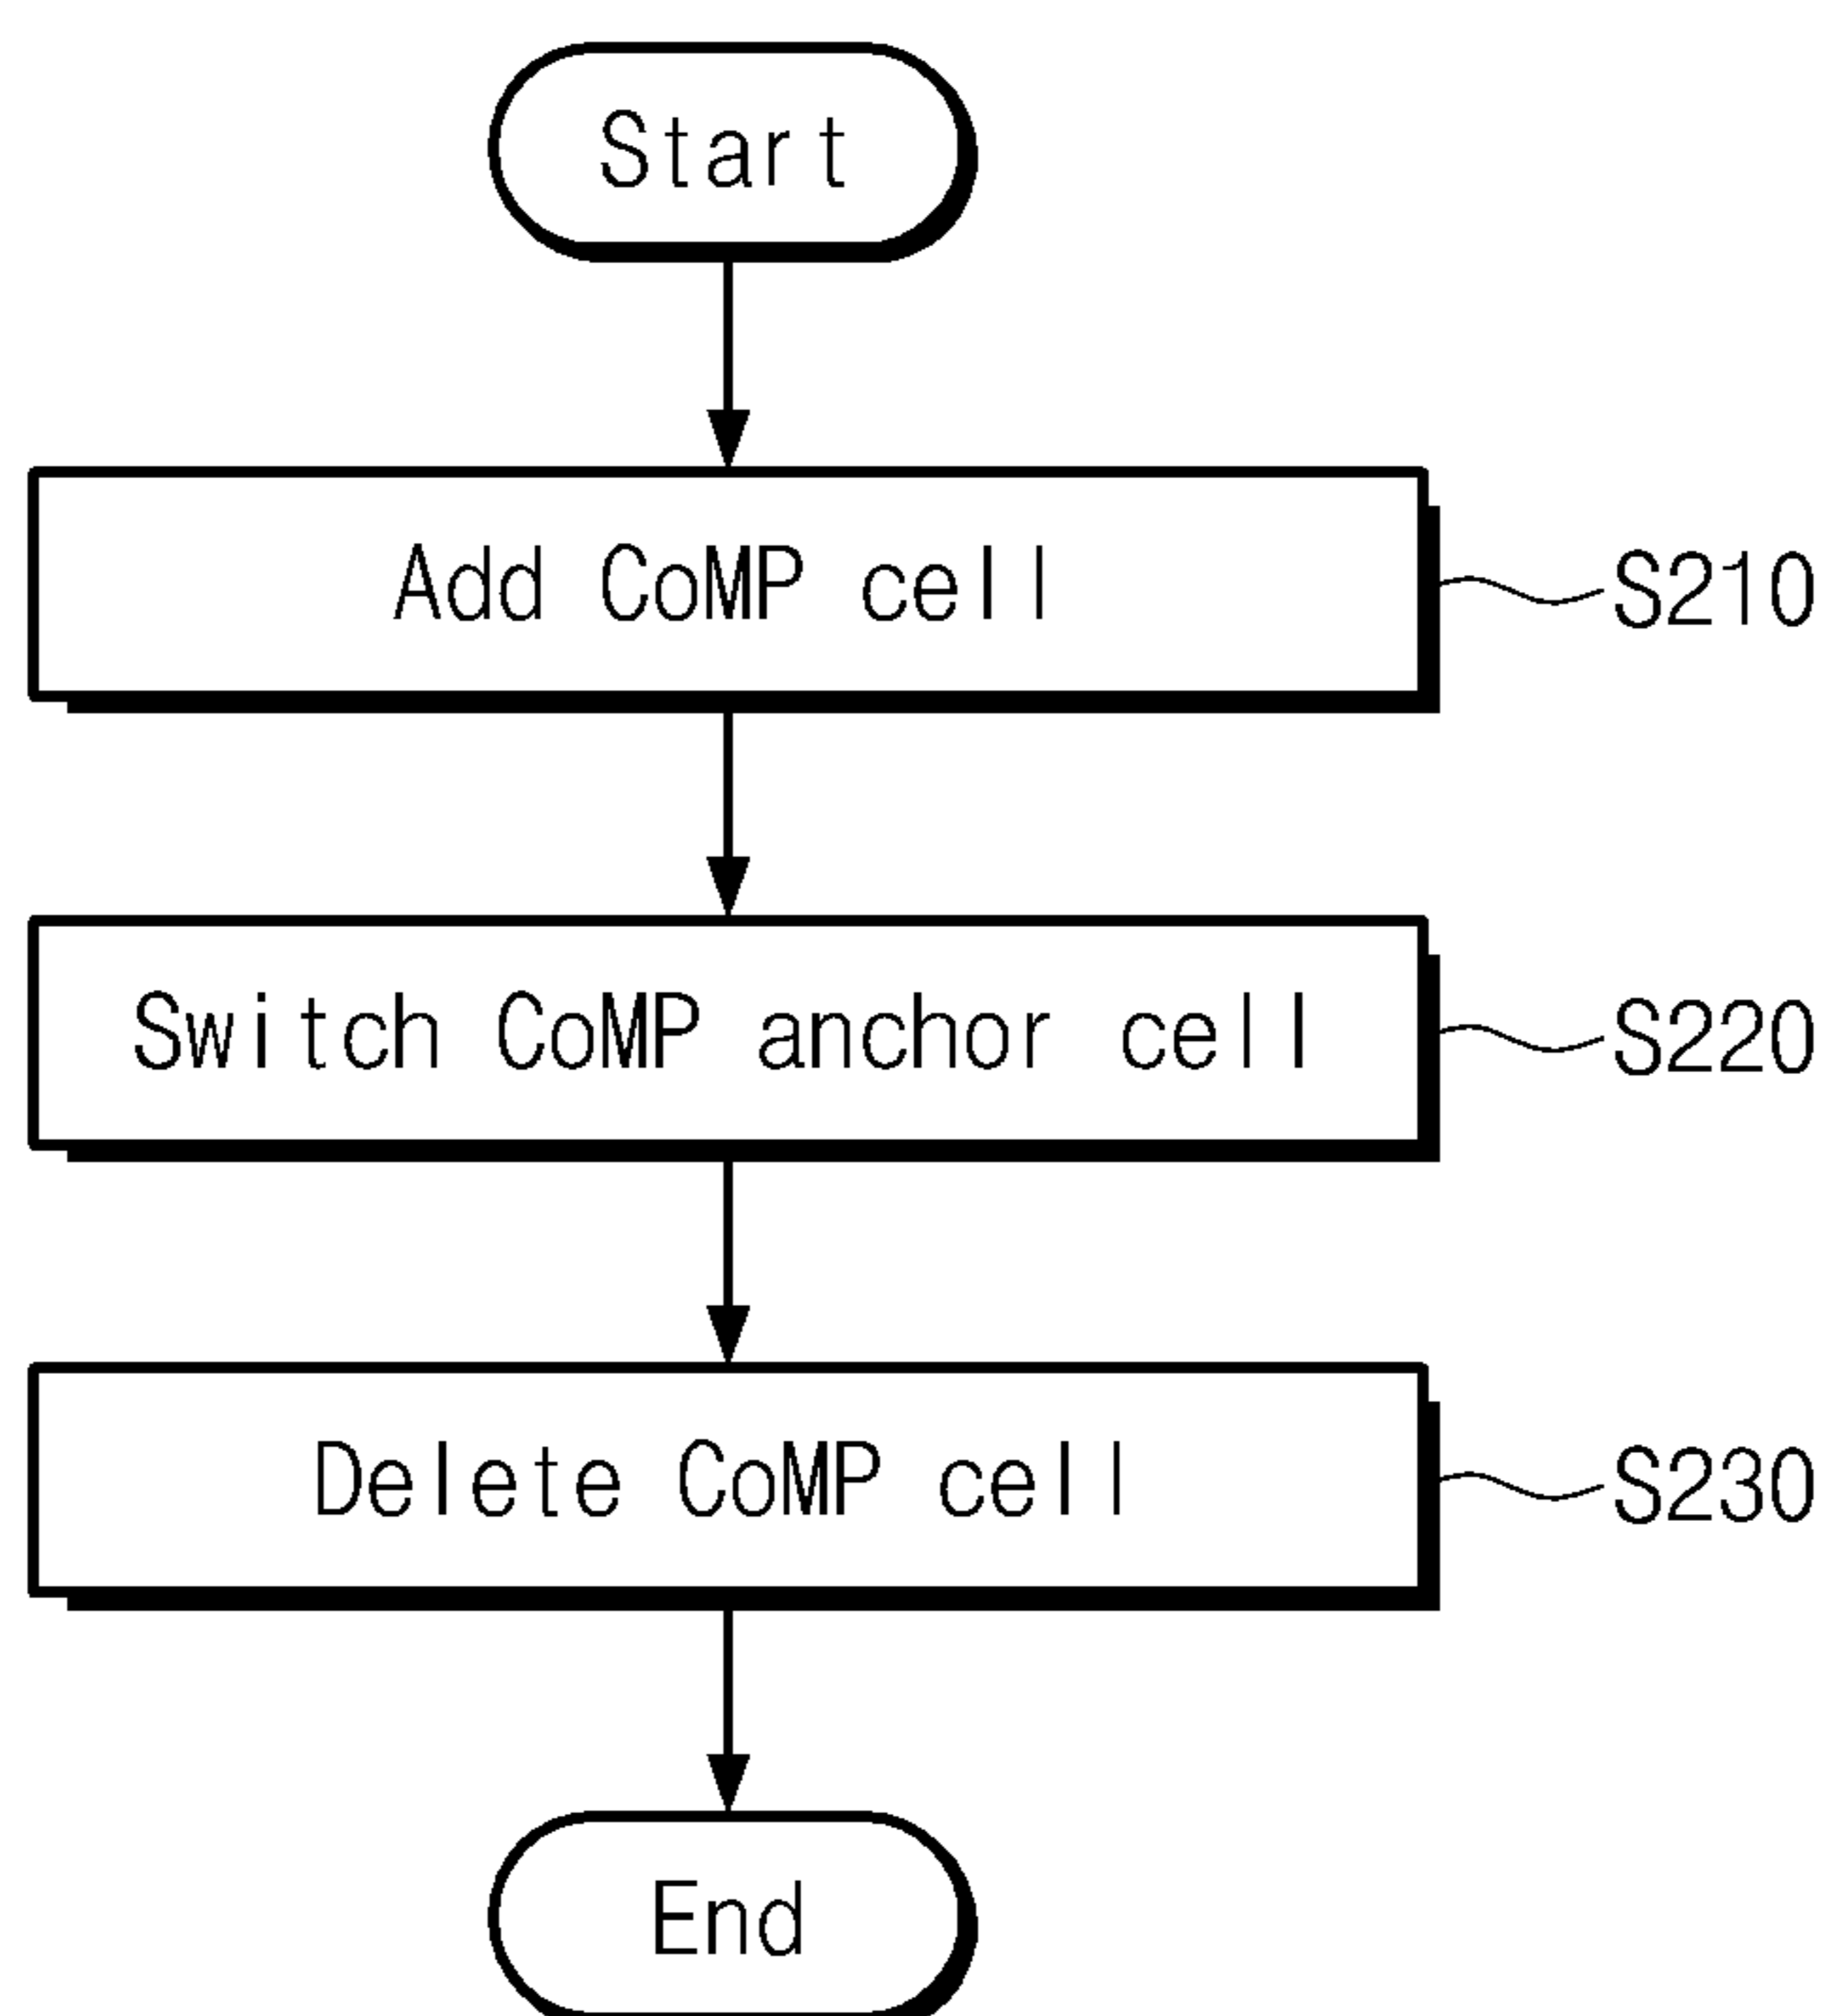 Start
Add CoMP cell
S210
Switch CoMP anchor cell
S220
Delete CoMP cell
S230
End